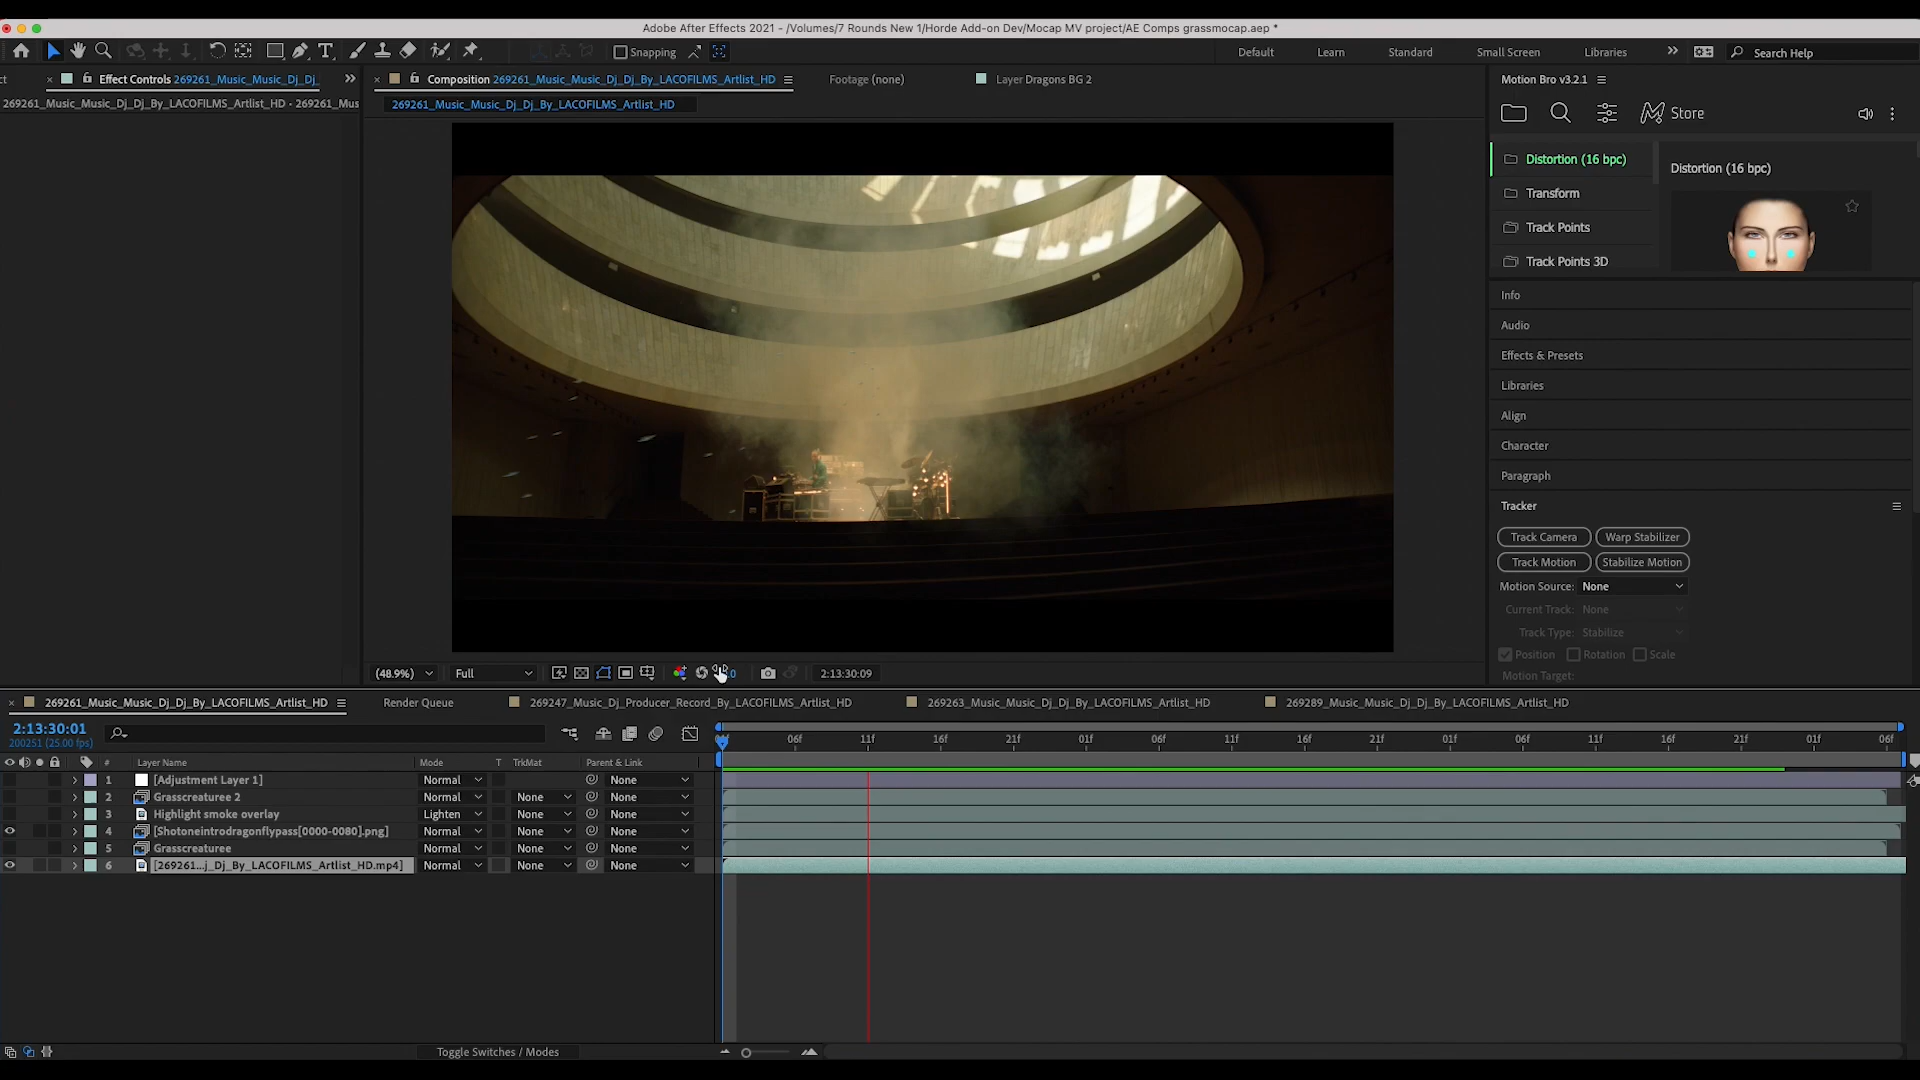 Adobe After Effects 2021 - /Volumes/7 Rounds New 1/Horde Add-on Dev/Mocap MV project/AE Comps grassmocap.aep *
Snapping
Default
Learn
Standard
Small Screen
Libraries
Search Help
Effect Controls 269261_Music_Music_Dj_Dj_
Composition 269261_Music_Music_Dj_Dj_By_LACOFILMS_Artlist_HD
Footage (none)
Layer Dragons BG 2
Motion Bro v3.2.1
269261_Music_Music_Dj_Dj_By_LACOFILMS_Artlist_HD • 269261_Mus
269261_Music_Music_Dj_Dj_By_LACOFILMS_Artlist_HD
Store
Distortion (16 bpc)
Distortion (16 bpc)
Transform
Track Points
Track Points 3D
Info
Audio
Effects & Presets
Libraries
Align
Character
Paragraph
Tracker
Track Camera
Warp Stabilizer
Track Motion
Stabilize Motion
Motion Source: None
Current Track: None
Track Type: Stabilize
Position
Rotation
Scale
Motion Target:
(48.9%)
Full
2:13:30:09
269261_Music_Music_Dj_Dj_By_LACOFILMS_Artlist_HD
Render Queue
269247_Music_Dj_Producer_Record_By_LACOFILMS_Artlist_HD
269263_Music_Music_Dj_Dj_By_LACOFILMS_Artlist_HD
269289_Music_Music_Dj_Dj_By_LACOFILMS_Artlist_HD
2:13:30:01
200251 (25.00 fps)
06f 11f 16f 21f 01f 06f 11f 16f 21f 01f 06f 11f 16f 21f 01f 06f
# Layer Name Mode T TrkMat Parent & Link
1 [Adjustment Layer 1] Normal None
2 Grasscreaturee 2 Normal None None
3 Highlight smoke overlay Lighten None None
4 [Shotoneintrodragonflypass[0000-0080].png] Normal None None
5 Grasscreaturee Normal None None
6 [269261...j_Dj_By_LACOFILMS_Artlist_HD.mp4] Normal None None
Toggle Switches / Modes